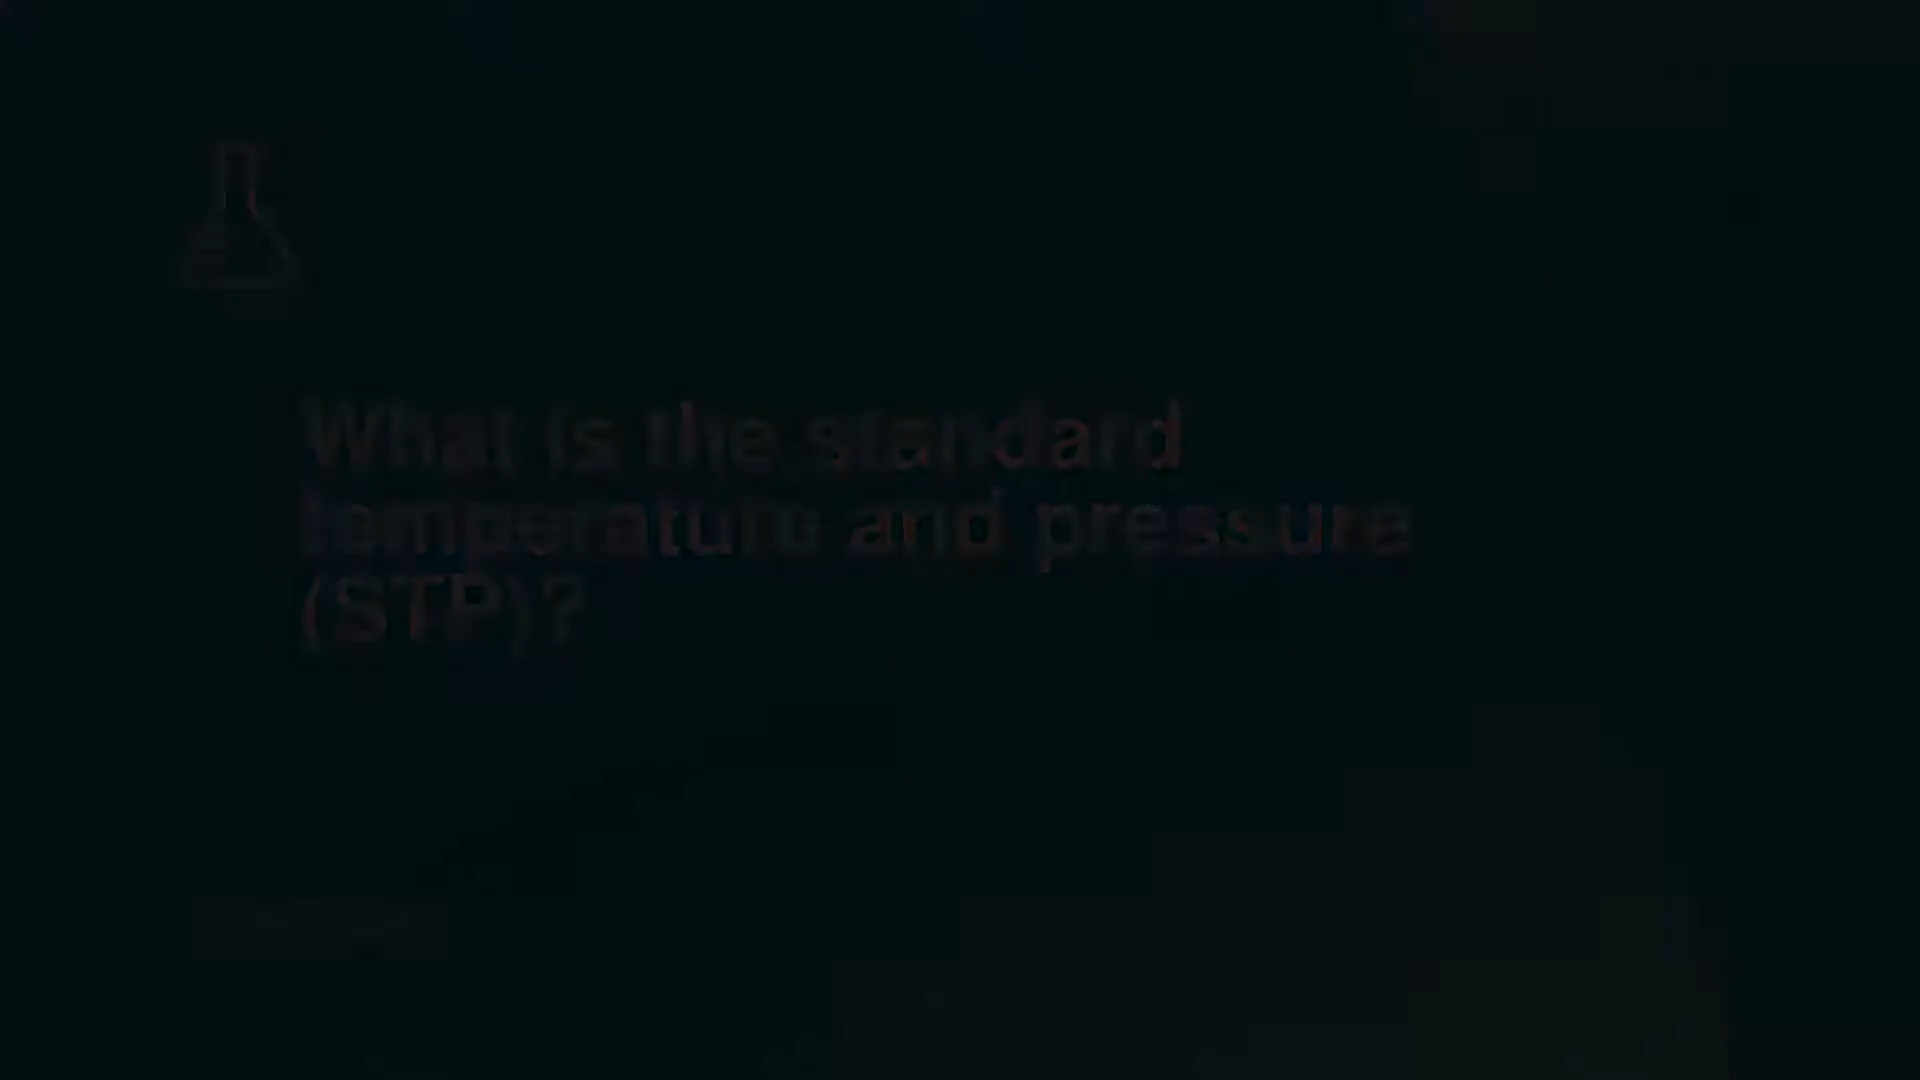 What is the standard
temperature and pressure
(STP)?